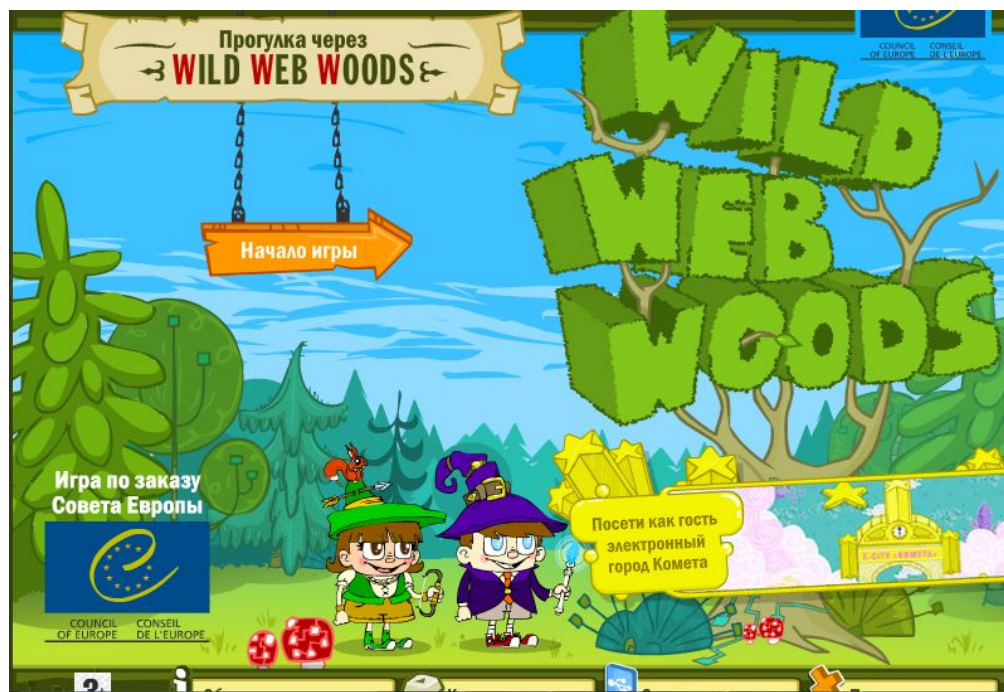 Прогулка через
WILD WEB WOODS
COUNCIL CONSEIL
OF EUROPE DE L'EUROPE
WILD
WEB
WOODS
Начало игры
Игра по заказу
Совета Европы
COUNCIL CONSEIL
OF EUROPE DE L'EUROPE
Посети как гость
электронный
город Комета
E-CITY «КОМЕТА»